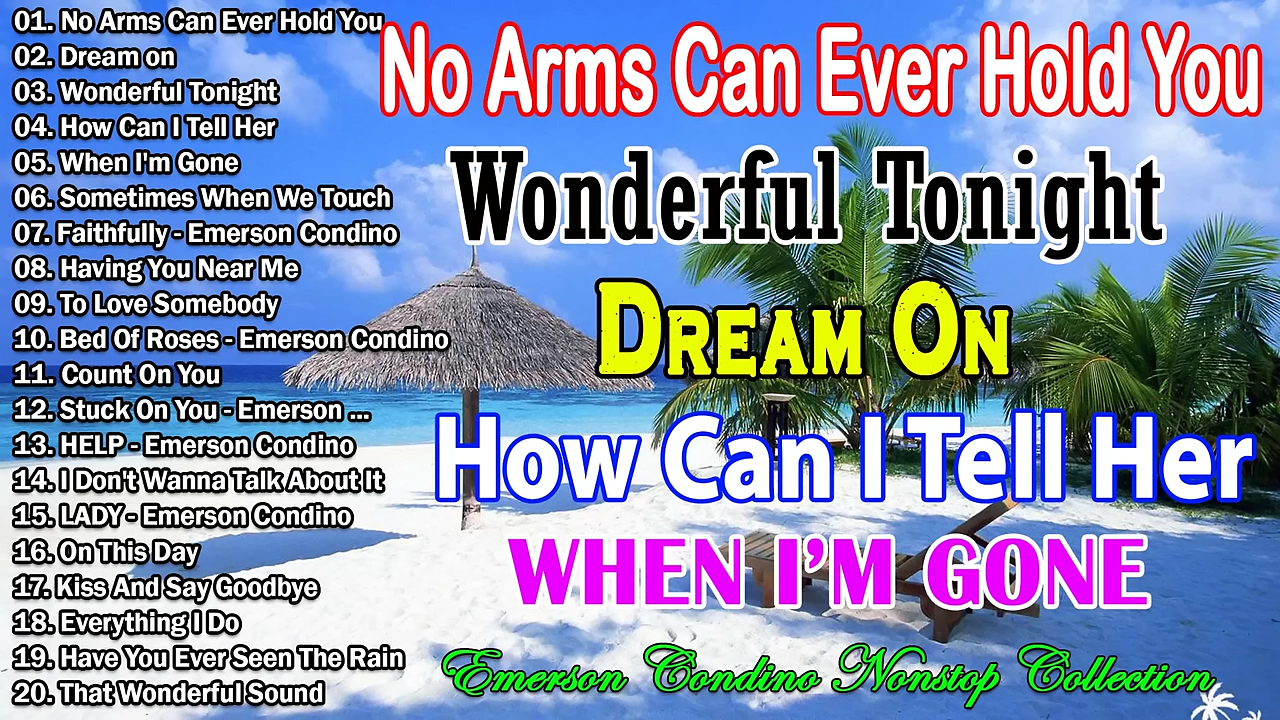 01. No Arms Can Ever Hold You
02. Dream on
03. Wonderful Tonight
04. How Can I Tell Her
05. When I'm Gone
06. Sometimes When We Touch
07. Faithfully - Emerson Condino
08. Having You Near Me
09. To Love Somebody
10. Bed Of Roses - Emerson Condino
11. Count On You
12. Stuck On You - Emerson ...
13. HELP - Emerson Condino
14. I Don't Wanna Talk About It
15. LADY - Emerson Condino
16. On This Day
17. Kiss And Say Goodbye
18. Everything I Do
19. Have You Ever Seen The Rain
20. That Wonderful Sound
No Arms Can Ever Hold You
Wonderful Tonight
DREAM ON
How Can I Tell Her
WHEN I'M GONE
Emerson Condino Nonstop Collection